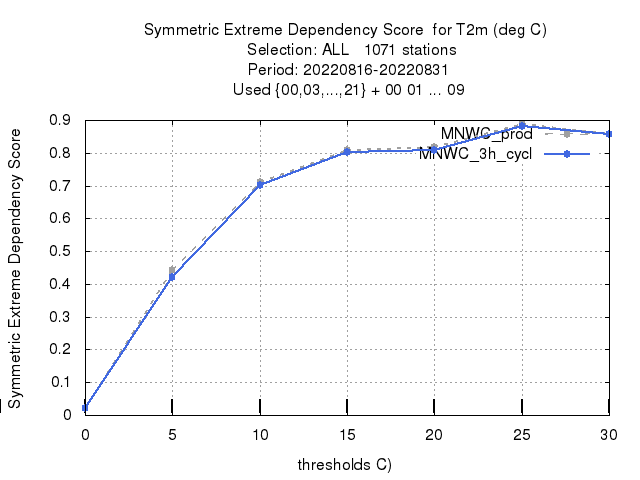 Symmetric Extreme Dependency Score  for T2m (deg C)
Selection: ALL   1071 stations
Period: 20220816-20220831
Used {00,03,...,21} + 00 01 ... 09
Symmetric Extreme Dependency Score
0.9
0.8
0.7
0.6
0.5
0.4
0.3
0.2
0.1
0
MNWC_prod
MNWC_3h_cycl
0 5 10 15 20 25 30
thresholds C)